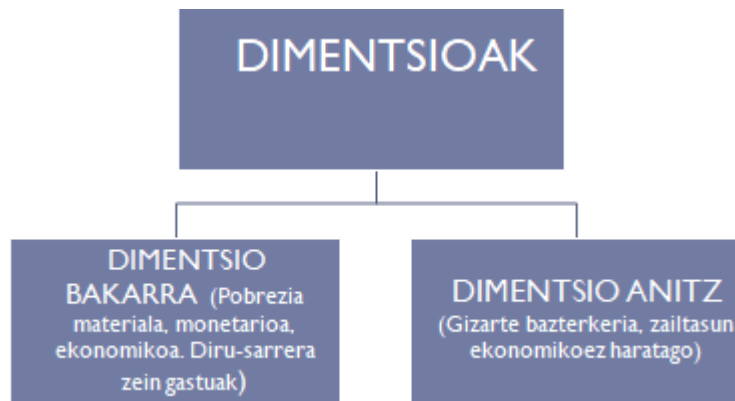 DIMENTSIOAK
DIMENTSIO
BAKARRA (Pobrezia
materiala, monetarioa,
ekonomikoa. Diru-sarrera
zein gastuak)
DIMENTSIO ANITZ
(Gizarte bazterkeria, zailtasun
ekonomikoez haratago)